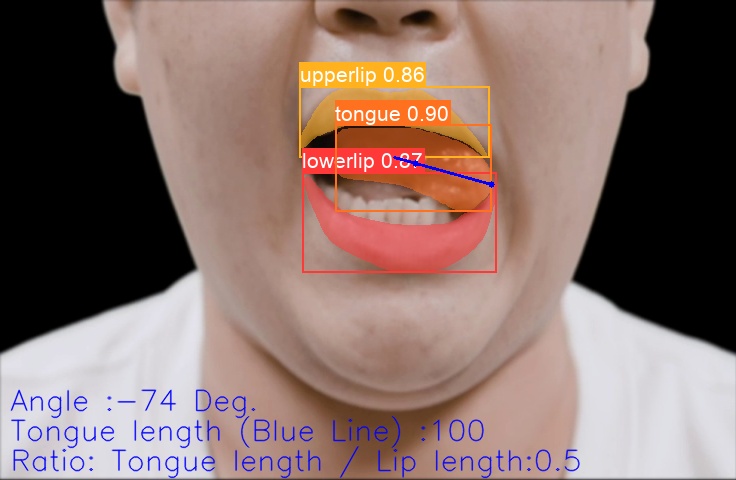 upperlip 0.86
tongue 0.90
lowerlip 0.87
Angle :-74 Deg.
Tongue length (Blue Line) :100
Ratio: Tongue length / Lip length:0.5